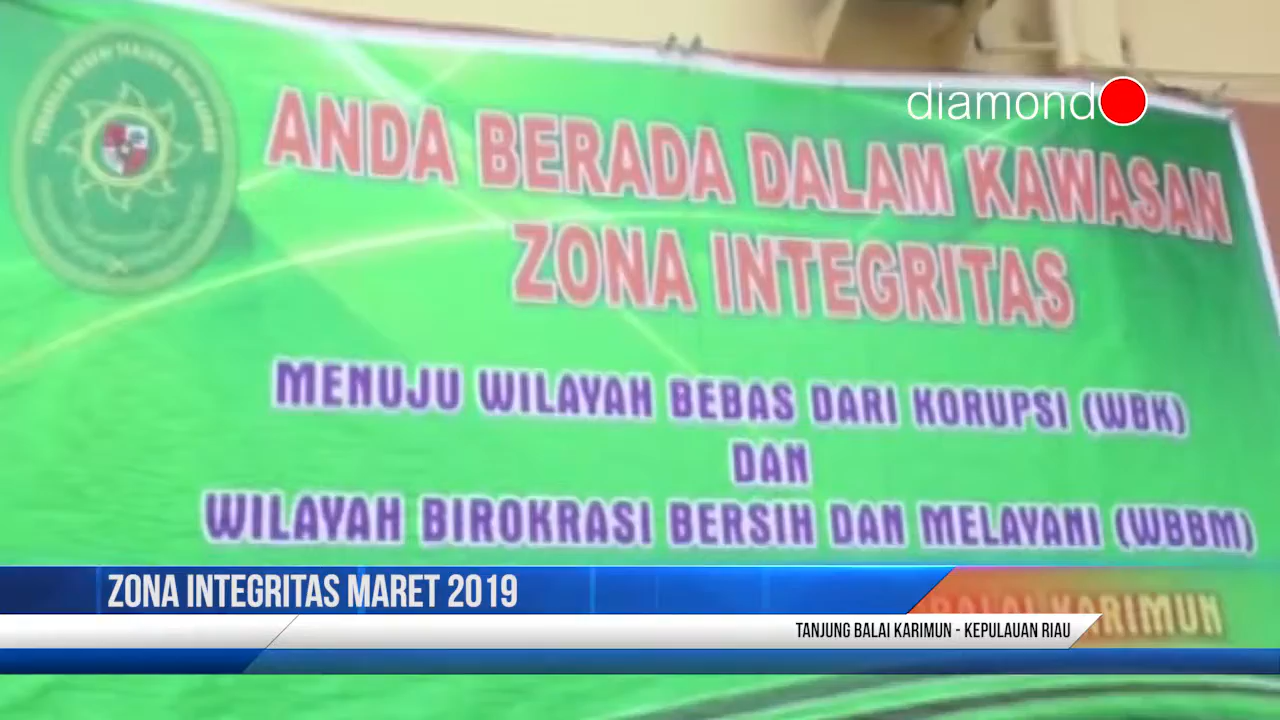 diamond
ANDA BERADA DALAM KAWASAN
ZONA INTEGRITAS
MENUJU WILAYAH BEBAS DARI KORUPSI (WBK)
DAN
WILAYAH BIROKRASI BERSIH DAN MELAYANI (WBBM)
BALAI KARIMUN
ZONA INTEGRITAS MARET 2019
TANJUNG BALAI KARIMUN - KEPULAUAN RIAU